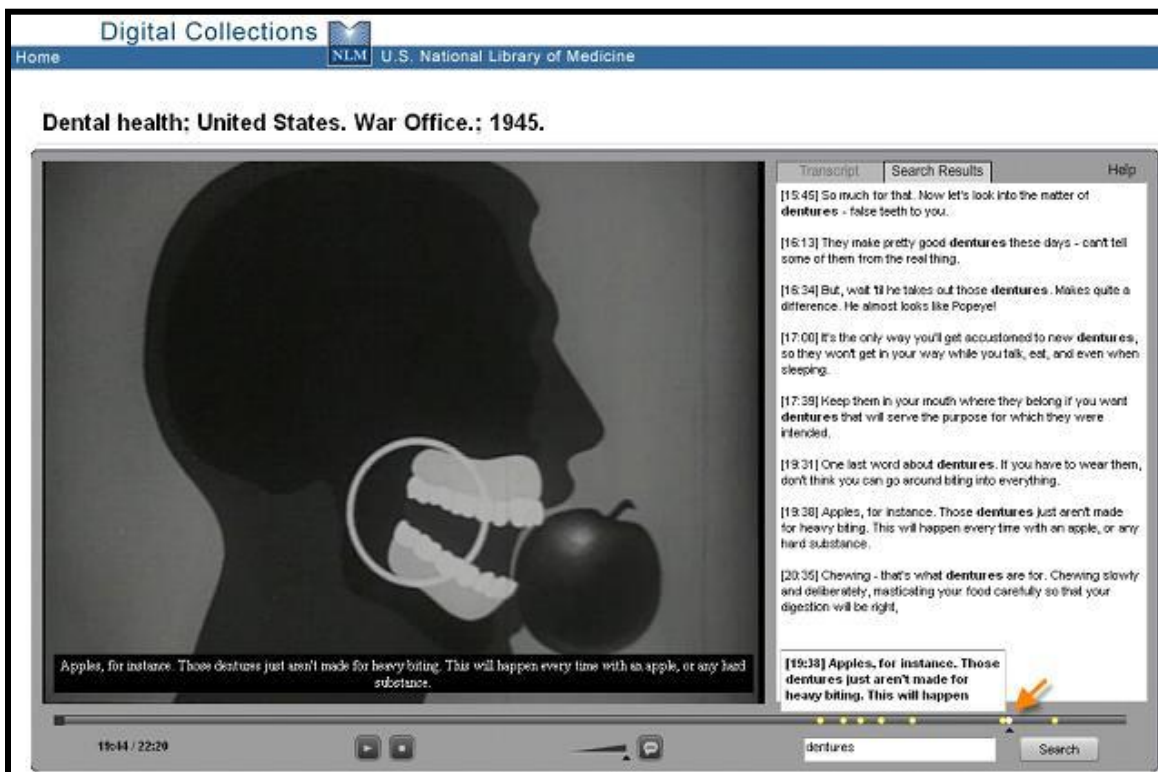 Digital Collections
Home
NLM
U.S. National Library of Medicine
Dental health: United States. War Office.; 1945.
Transcript
Search Results
Help
[15:45] So much for that. Now let's look into the matter of
dentures - false teeth to you.
[16:13] They make pretty good dentures these days - can't tell
some of them from the real thing.
[16:34] But, wait 'til he takes out those dentures. Makes quite a
difference. He almost looks like Popeye!
[17:00] It's the only way you'll get accustomed to new dentures,
so they won't get in your way while you talk, eat, and even when
sleeping.
[17:39] Keep them in your mouth where they belong if you want
dentures that will serve the purpose for which they were
intended.
[19:31] One last word about dentures. If you have to wear them,
don't think you can go around biting into everything.
[19:38] Apples, for instance. Those dentures just aren't made
for heavy biting. This will happen every time with an apple, or any
hard substance.
[20:35] Chewing - that's what dentures are for. Chewing slowly
and deliberately, masticating your food carefully so that your
digestion will be right,
Apples, for instance. Those dentures just aren't made for heavy biting. This will happen every time with an apple, or any hard
substance.
[19:38] Apples, for instance. Those
dentures just aren't made for
heavy biting. This will happen
19:44 / 22:20
dentures
Search